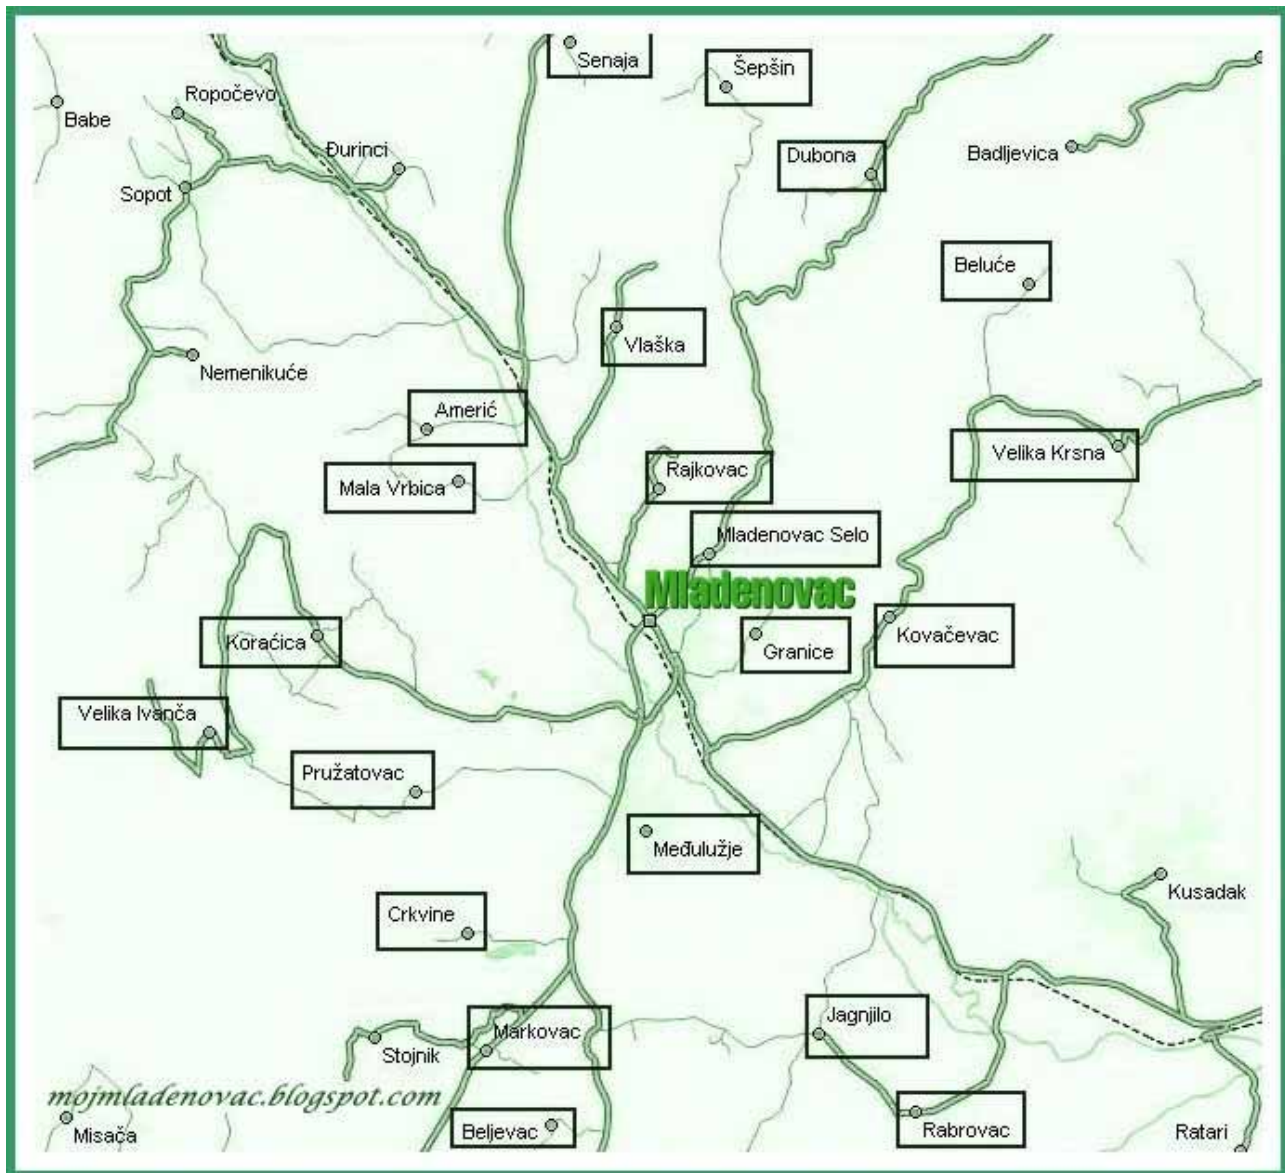 Senaja
Šepšin
Ropočevo
Babe
Đurinci
Dubona
Badljevica
Sopot
Beluće
Vlaška
Nemenikuće
Amerić
Velika Krsna
Rajkovac
Mala Vrbica
Mladenovac Selo
Mladenovac
Koraćica
Granice
Kovačevac
Velika Ivanča
Pružatovac
Međulužje
Kusadak
Crkvine
Jagnjilo
Markovac
Stojnik
mojmladenovac.blogspot.com
Misača
Beljevac
Rabrovac
Ratari